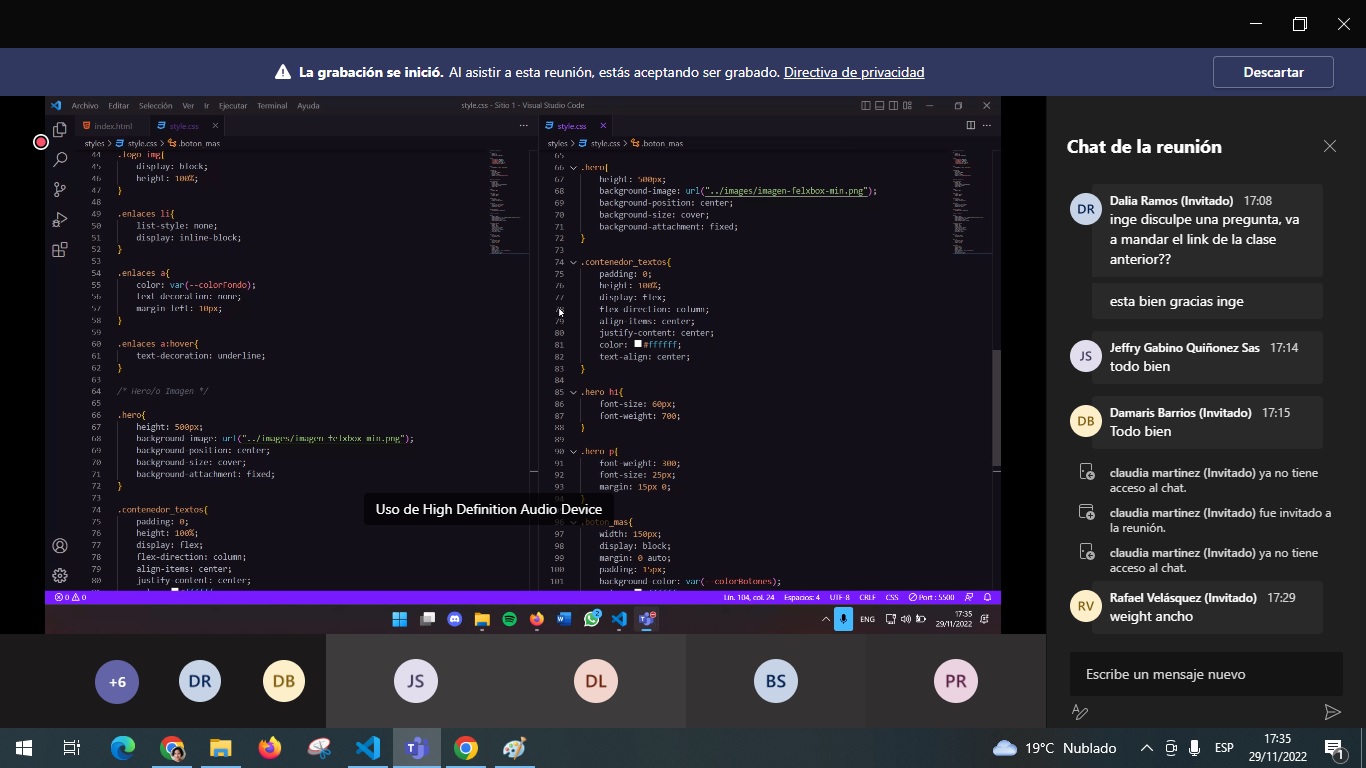 La grabación se inició. Al asistir a esta reunión, estás aceptando ser grabado. Directiva de privacidad
Descartar
Archivo Editar Selección Ver Ir Ejecutar Terminal Ayuda
style.css - Sitio 1 - Visual Studio Code
index.html
style.css
styles > style.css > .boton_mas
44 .logo img{
45 display: block;
46 height: 100%;
47 }
48
49 .enlaces li{
50 list-style: none;
51 display: inline-block;
52 }
53
54 .enlaces a{
55 color: var(--colorFondo);
56 text-decoration: none;
57 margin-left: 10px;
58 }
59
60 .enlaces a:hover{
61 text-decoration: underline;
62 }
63
64 /* Hero/o Imagen */
65
66 .hero{
67 height: 500px;
68 background-image: url("../images/imagen-felxbox-min.png");
69 background-position: center;
70 background-size: cover;
71 background-attachment: fixed;
72 }
73
74 .contenedor_textos{
75 padding: 0;
76 height: 100%;
77 display: flex;
78 flex-direction: column;
79 align-items: center;
80 justify-content: center;
style.css
styles > style.css > .boton_mas
65
66 .hero{
67 height: 500px;
68 background-image: url("../images/imagen-felxbox-min.png");
69 background-position: center;
70 background-size: cover;
71 background-attachment: fixed;
72 }
73
74 .contenedor_textos{
75 padding: 0;
76 height: 100%;
77 display: flex;
78 flex-direction: column;
79 align-items: center;
80 justify-content: center;
81 color: #ffffff;
82 text-align: center;
83 }
84
85 .hero h1{
86 font-size: 60px;
87 font-weight: 700;
88 }
89
90 .hero p{
91 font-weight: 300;
92 font-size: 25px;
93 margin: 15px 0;
94 }
96 .boton_mas{
97 width: 150px;
98 display: block;
99 margin: 0 auto;
100 padding: 15px;
101 background-color: var(--colorBotones);
Uso de High Definition Audio Device
0 0
Lín. 104, col. 24 Espacios: 4 UTF-8 CRLF CSS Port : 5500
2
ENG
17:35
29/11/2022
+6
DR
DB
JS
DL
BS
PR
Chat de la reunión
DR
Dalia Ramos (Invitado) 17:08
inge disculpe una pregunta, va
a mandar el link de la clase
anterior??
esta bien gracias inge
JS
Jeffry Gabino Quiñonez Sas 17:14
todo bien
DB
Damaris Barrios (Invitado) 17:15
Todo bien
claudia martinez (Invitado) ya no tiene
acceso al chat.
claudia martinez (Invitado) fue invitado a
la reunión.
claudia martinez (Invitado) ya no tiene
acceso al chat.
RV
Rafael Velásquez (Invitado) 17:29
weight ancho
Escribe un mensaje nuevo
19°C Nublado
ESP
17:35
29/11/2022
1